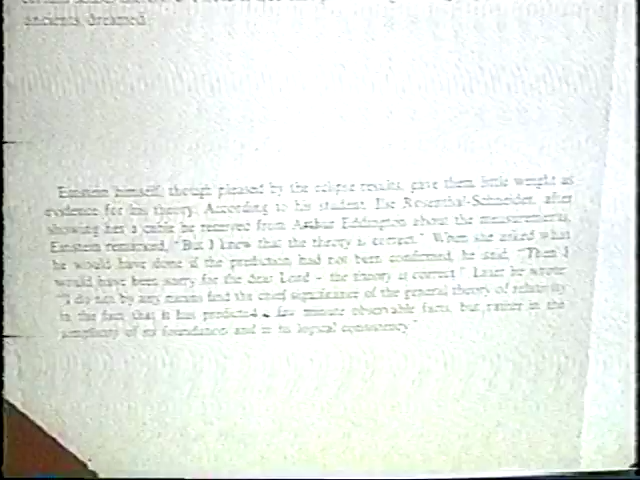 ancients dreamed.
Einstein himself, though pleased by the eclipse results, gave them little weight as
evidence for his theory. According to his student, Ilse Rosenthal-Schneider, after
showing her a cable he received from Arthur Eddington about the measurements,
Einstein remarked, "But I knew that the theory is correct." When she asked what
he would have done if the prediction had not been confirmed, he said, "Then I
would have been sorry for the dear Lord - the theory is correct." Later he wrote
"I do not by any means find the chief significance of the general theory of relativity
in the fact that it has predicted a few minute observable facts, but rather in the
simplicity of its foundation and in its logical consistency"